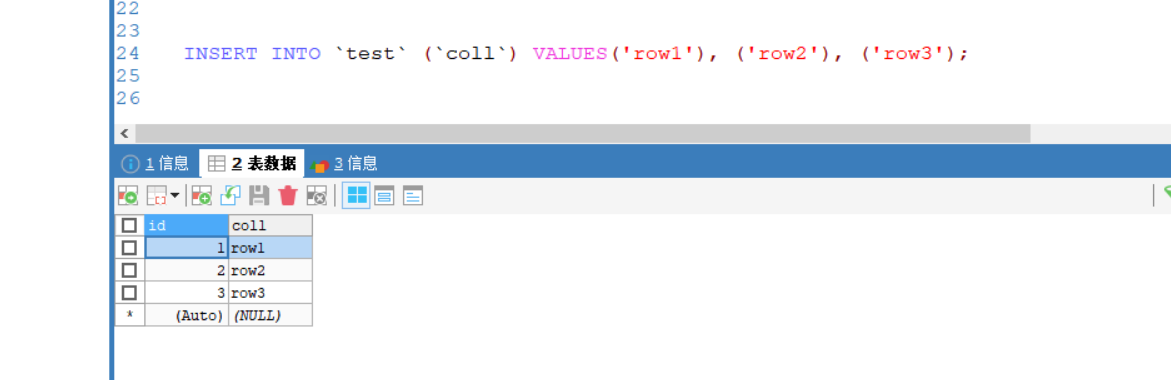 22
23
24 INSERT INTO `test` (`coll`) VALUES('row1'), ('row2'), ('row3');
25
26
1 信息 2 表数据 3 信息
id coll
1 row1
2 row2
3 row3
* (Auto) (NULL)